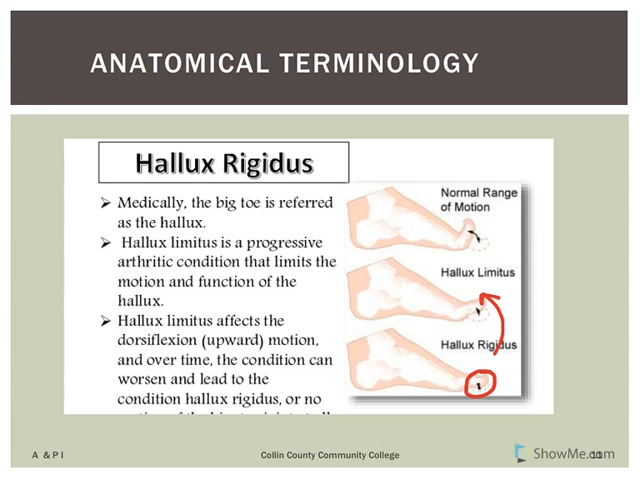 ANATOMICAL TERMINOLOGY
Hallux Rigidus
➢ Medically, the big toe is referred
as the hallux.
➢ Hallux limitus is a progressive
arthritic condition that limits the
motion and function of the
hallux.
➢ Hallux limitus affects the
dorsiflexion (upward) motion,
and over time, the condition can
worsen and lead to the
condition hallux rigidus, or no
Normal Range
of Motion
Hallux Limitus
Hallux Rigidus
A & P I
Collin County Community College
ShowMe.com
11